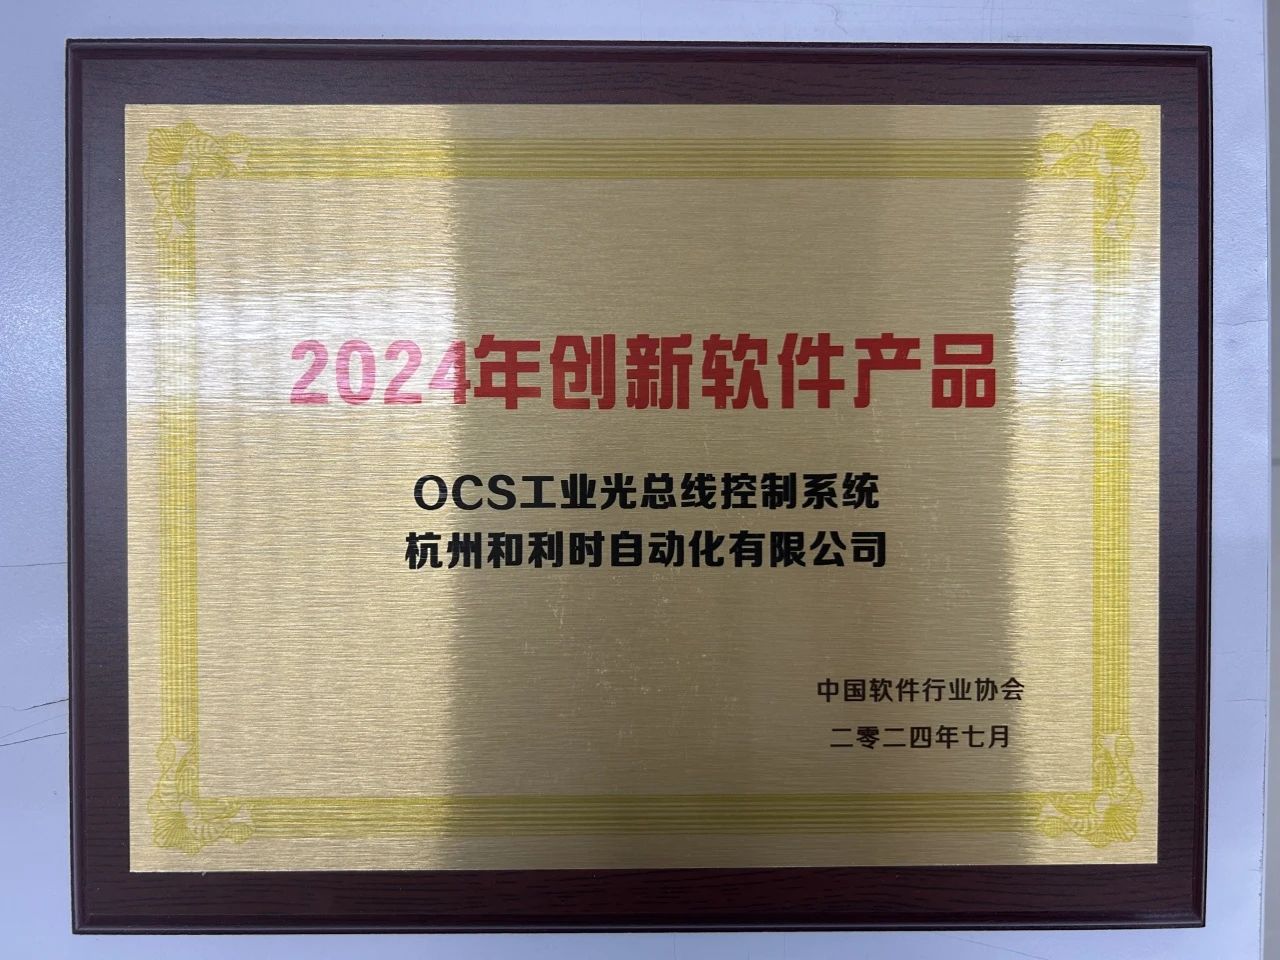 2024年创新软件产品
OCS工业光总线控制系统
杭州和利时自动化有限公司
中国软件行业协会
二零二四年七月